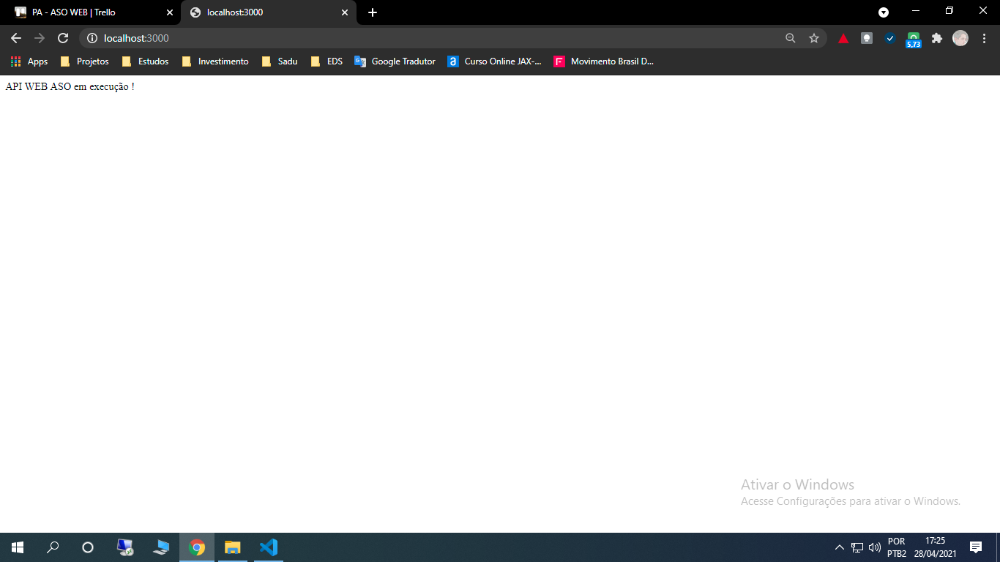 PA - ASO WEB | Trello
localhost:3000
localhost:3000
5,73
Apps Projetos Estudos Investimento Sadu EDS Google Tradutor Curso Online JAX-... Movimento Brasil D...
API WEB ASO em execução !
Ativar o Windows
Acesse Configurações para ativar o Windows.
POR 17:25
PTB2 28/04/2021